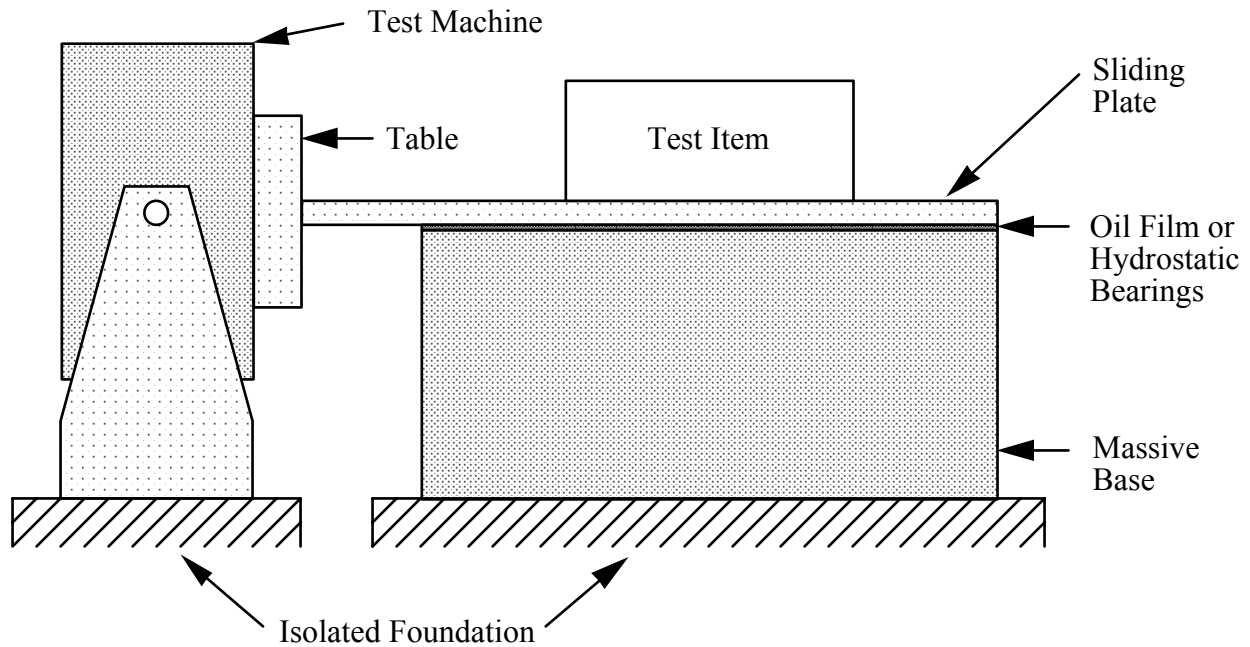 Test Machine
Sliding
Plate
Table
Test Item
Oil Film or
Hydrostatic
Bearings
Massive
Base
Isolated Foundation